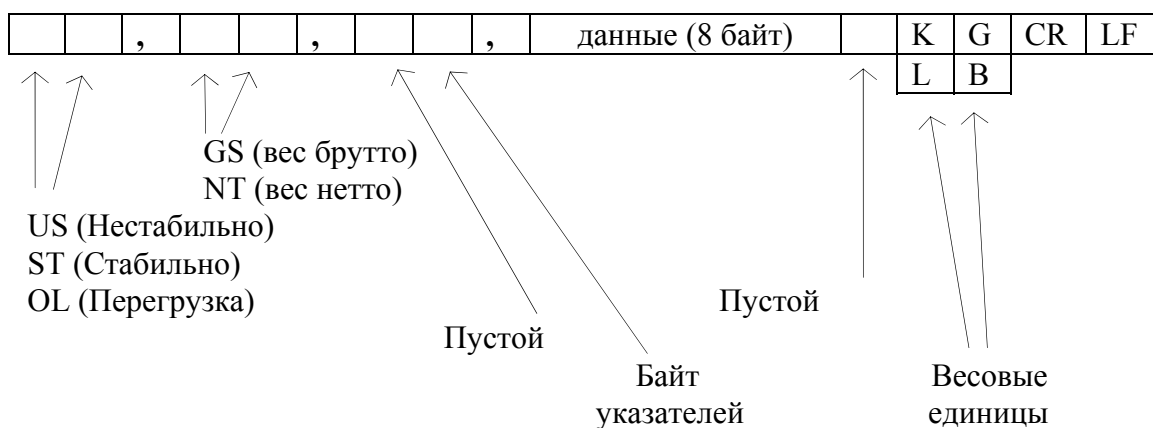 , , , данные (8 байт) K G CR LF
L B
GS (вес брутто)
NT (вес нетто)
US (Нестабильно)
ST (Стабильно)
OL (Перегрузка)
Пустой
Пустой
Байт
указателей
Весовые
единицы